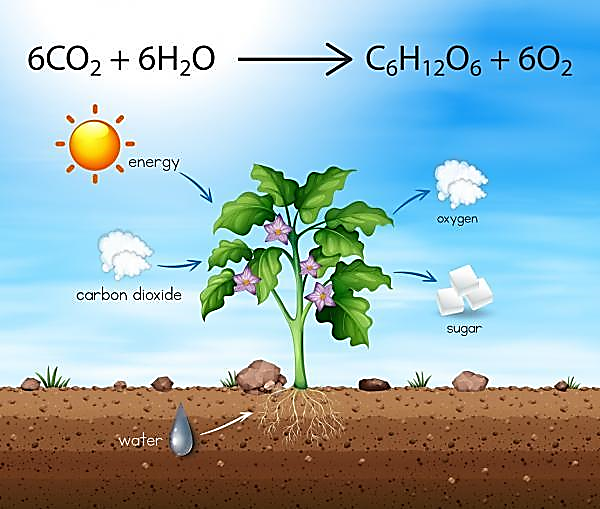 6CO₂ + 6H₂O ⟶ C₆H₁₂O₆ + 6O₂
energy
oxygen
carbon dioxide
sugar
water